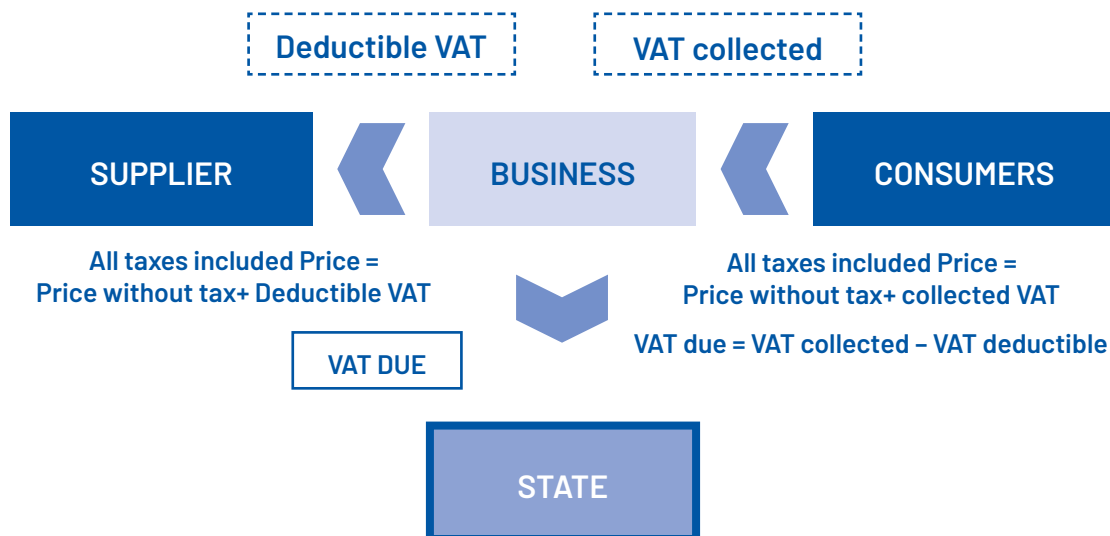 Deductible VAT
VAT collected
SUPPLIER
BUSINESS
CONSUMERS
All taxes included Price =
Price without tax+ Deductible VAT
All taxes included Price =
Price without tax+ collected VAT
VAT due = VAT collected – VAT deductible
VAT DUE
STATE